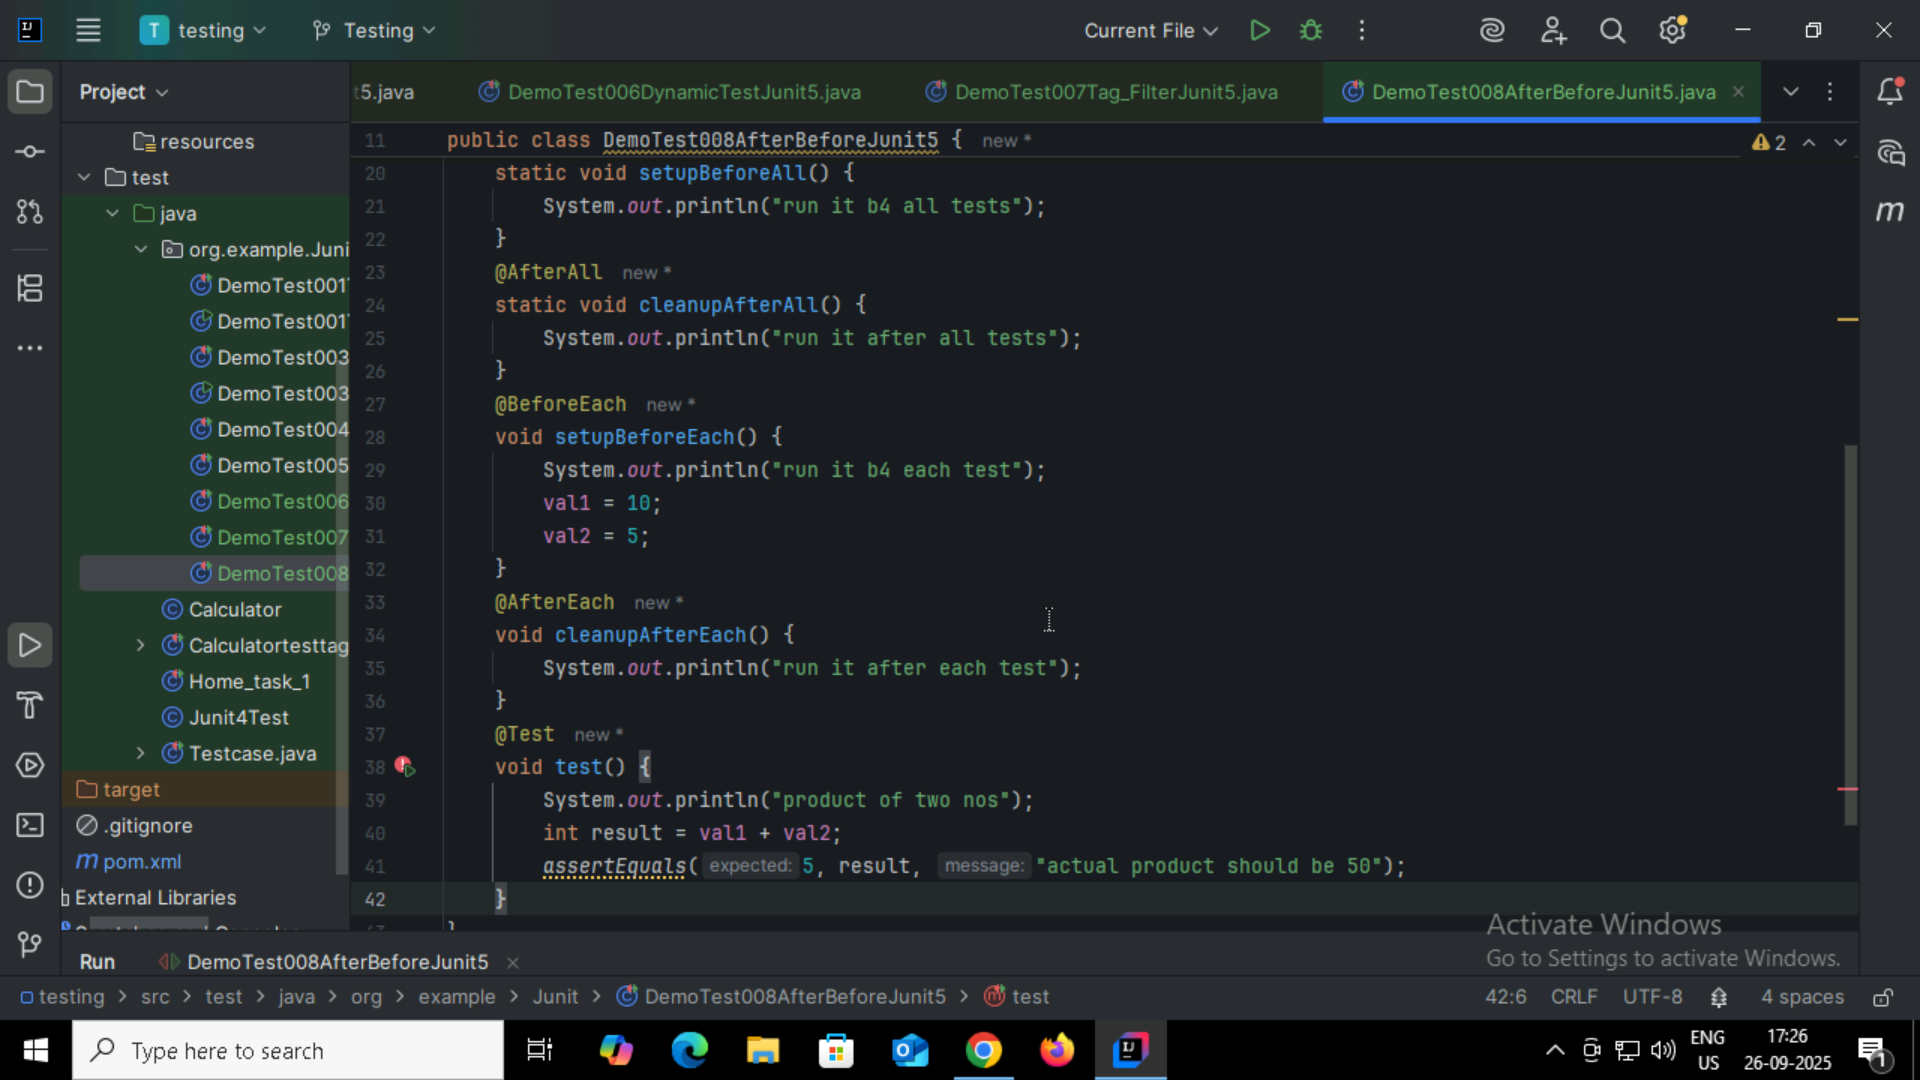 T testing Testing Current File
Project
t5.java DemoTest006DynamicTestJunit5.java DemoTest007Tag_FilterJunit5.java DemoTest008AfterBeforeJunit5.java
resources
test
java
org.example.Juni
DemoTest001
DemoTest001
DemoTest003
DemoTest003
DemoTest004
DemoTest005
DemoTest006
DemoTest007
DemoTest008
Calculator
Calculatortesttag
Home_task_1
Junit4Test
Testcase.java
target
.gitignore
m pom.xml
External Libraries
11 public class DemoTest008AfterBeforeJunit5 { new * 2
20 static void setupBeforeAll() {
21 System.out.println("run it b4 all tests");
22 }
23 @AfterAll new *
24 static void cleanupAfterAll() {
25 System.out.println("run it after all tests");
26 }
27 @BeforeEach new *
28 void setupBeforeEach() {
29 System.out.println("run it b4 each test");
30 val1 = 10;
31 val2 = 5;
32 }
33 @AfterEach new *
34 void cleanupAfterEach() {
35 System.out.println("run it after each test");
36 }
37 @Test new *
38 void test() {
39 System.out.println("product of two nos");
40 int result = val1 + val2;
41 assertEquals( expected: 5, result, message: "actual product should be 50");
42 }
m
Activate Windows
Go to Settings to activate Windows.
Run DemoTest008AfterBeforeJunit5
testing > src > test > java > org > example > Junit > DemoTest008AfterBeforeJunit5 > test 42:6 CRLF UTF-8 4 spaces
Type here to search
ENG
US
17:26
26-09-2025
1